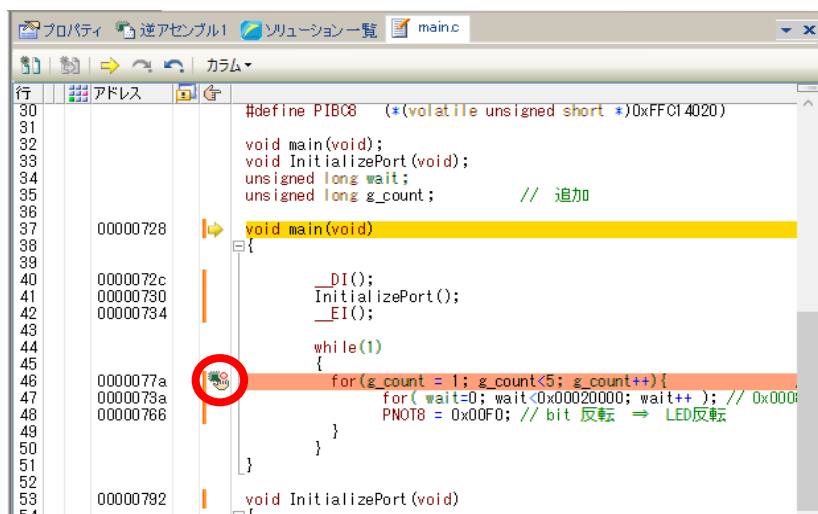 プロパティ 逆アセンブル1 ソリューション一覧 main.c
カラム
行 アドレス
30 #define PIBC8 (*(volatile unsigned short *)0xFFC14020)
31
32 void main(void);
33 void InitializePort(void);
34 unsigned long wait;
35 unsigned long g_count; // 追加
36
37 00000728 void main(void)
38 {
39
40 0000072c __DI();
41 00000730 InitializePort();
42 00000734 __EI();
43
44 while(1)
45 {
46 0000077a for(g_count = 1; g_count<5; g_count++){
47 0000073a for( wait=0; wait<0x00020000; wait++ ); // 0x000
48 00000766 PNOT8 = 0x00F0; // bit 反転 ⇒ LED反転
49 }
50 }
51 }
52
53 00000792 void InitializePort(void)
54 {